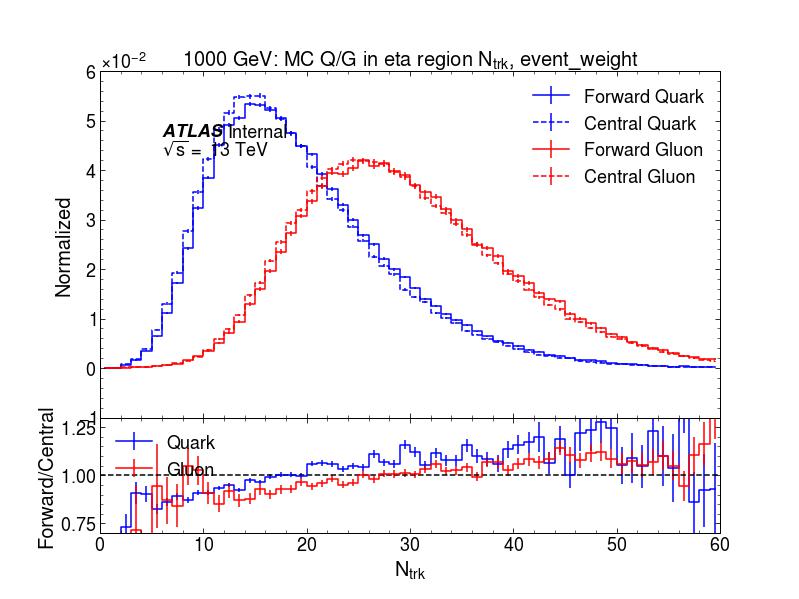 1000 GeV: MC Q/G in eta region N_trk, event_weight
×10⁻²
6
5
4
3
2
1
0
−1
Normalized
ATLAS Internal
√s = 13 TeV
Forward Quark
Central Quark
Forward Gluon
Central Gluon
1.25
1.00
0.75
Forward/Central
Quark
Gluon
0 10 20 30 40 50 60
N_trk